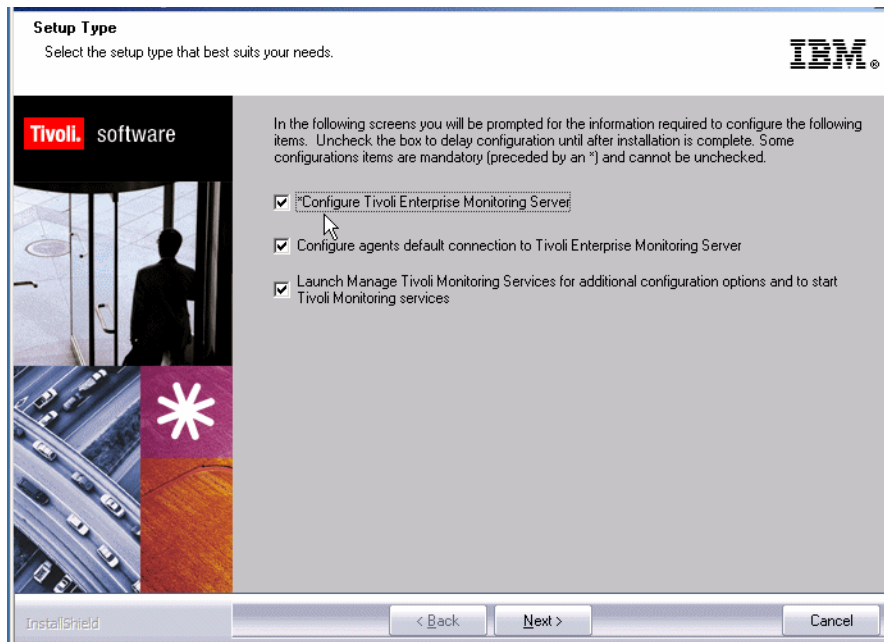 Setup Type
Select the setup type that best suits your needs.
IBM®
Tivoli. software
In the following screens you will be prompted for the information required to configure the following
items. Uncheck the box to delay configuration until after installation is complete. Some
configurations items are mandatory (preceded by an *) and cannot be unchecked.
*Configure Tivoli Enterprise Monitoring Server
Configure agents default connection to Tivoli Enterprise Monitoring Server
Launch Manage Tivoli Monitoring Services for additional configuration options and to start
Tivoli Monitoring services
InstallShield
< Back
Next >
Cancel